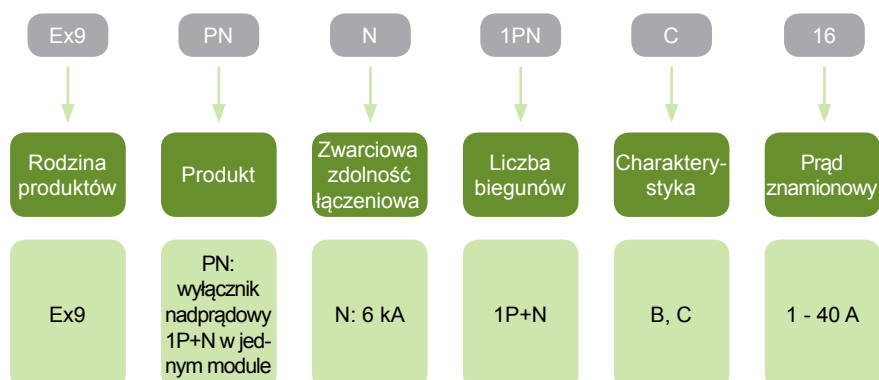 Ex9
PN
N
1PN
C
16
Rodzina
produktów
Produkt
Zwarciowa
zdolność
łączeniowa
Liczba
biegunów
Charaktery-
styka
Prąd
znamionowy
Ex9
PN:
wyłącznik
nadprądowy
1P+N w jed-
nym module
N: 6 kA
1P+N
B, C
1 - 40 A